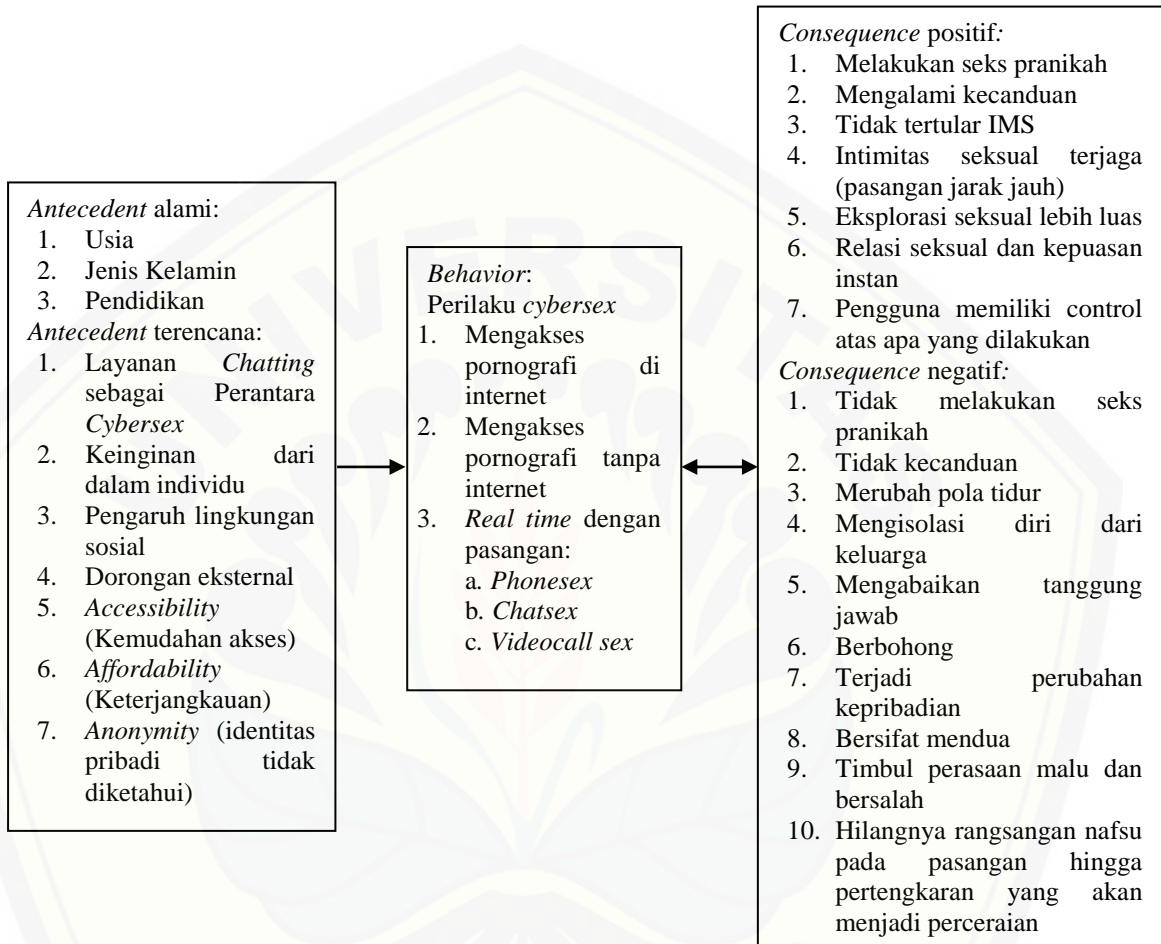 Antecedent alami:
1. Usia
2. Jenis Kelamin
3. Pendidikan
Antecedent terencana:
1. Layanan Chatting
sebagai Perantara
Cybersex
2. Keinginan dari
dalam individu
3. Pengaruh lingkungan
sosial
4. Dorongan eksternal
5. Accessibility
(Kemudahan akses)
6. Affordability
(Keterjangkauan)
7. Anonymity (identitas
pribadi tidak
diketahui)
Behavior:
Perilaku cybersex
1. Mengakses
pornografi di
internet
2. Mengakses
pornografi tanpa
internet
3. Real time dengan
pasangan:
a. Phonesex
b. Chatsex
c. Videocall sex
Consequence positif:
1. Melakukan seks pranikah
2. Mengalami kecanduan
3. Tidak tertular IMS
4. Intimitas seksual terjaga
(pasangan jarak jauh)
5. Eksplorasi seksual lebih luas
6. Relasi seksual dan kepuasan
instan
7. Pengguna memiliki control
atas apa yang dilakukan
Consequence negatif:
1. Tidak melakukan seks
pranikah
2. Tidak kecanduan
3. Merubah pola tidur
4. Mengisolasi diri dari
keluarga
5. Mengabaikan tanggung
jawab
6. Berbohong
7. Terjadi perubahan
kepribadian
8. Bersifat mendua
9. Timbul perasaan malu dan
bersalah
10. Hilangnya rangsangan nafsu
pada pasangan hingga
pertengkaran yang akan
menjadi perceraian
UNIVERSITAS